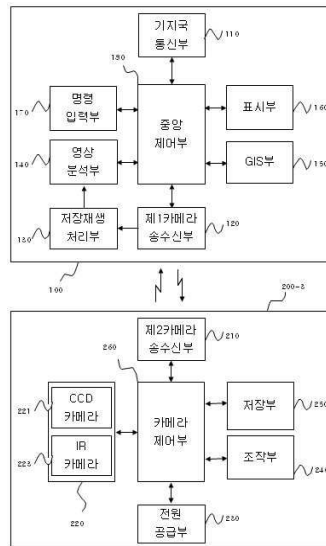 기지국
통신부
110
190
명령
입력부
170
중앙
제어부
표시부
160
영상
분석부
140
GIS부
150
저장재생
처리부
130
제1카메라
송수신부
120
100
200-2
제2카메라
송수신부
210
260
CCD
카메라
221
IR
카메라
223
220
카메라
제어부
저장부
250
조작부
240
전원
공급부
230